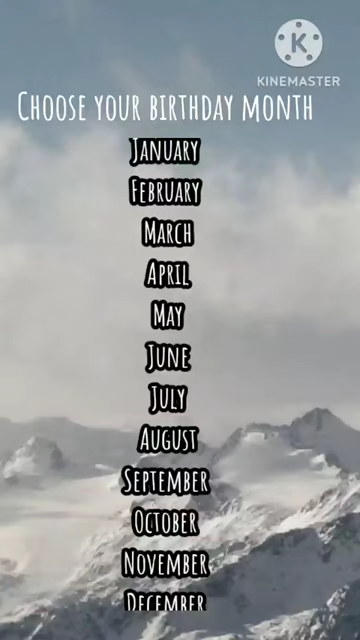 KINEMASTER
CHOOSE YOUR BIRTHDAY MONTH
JANUARY
FEBRUARY
MARCH
APRIL
MAY
JUNE
JULY
AUGUST
SEPTEMBER
OCTOBER
NOVEMBER
DECEMBER